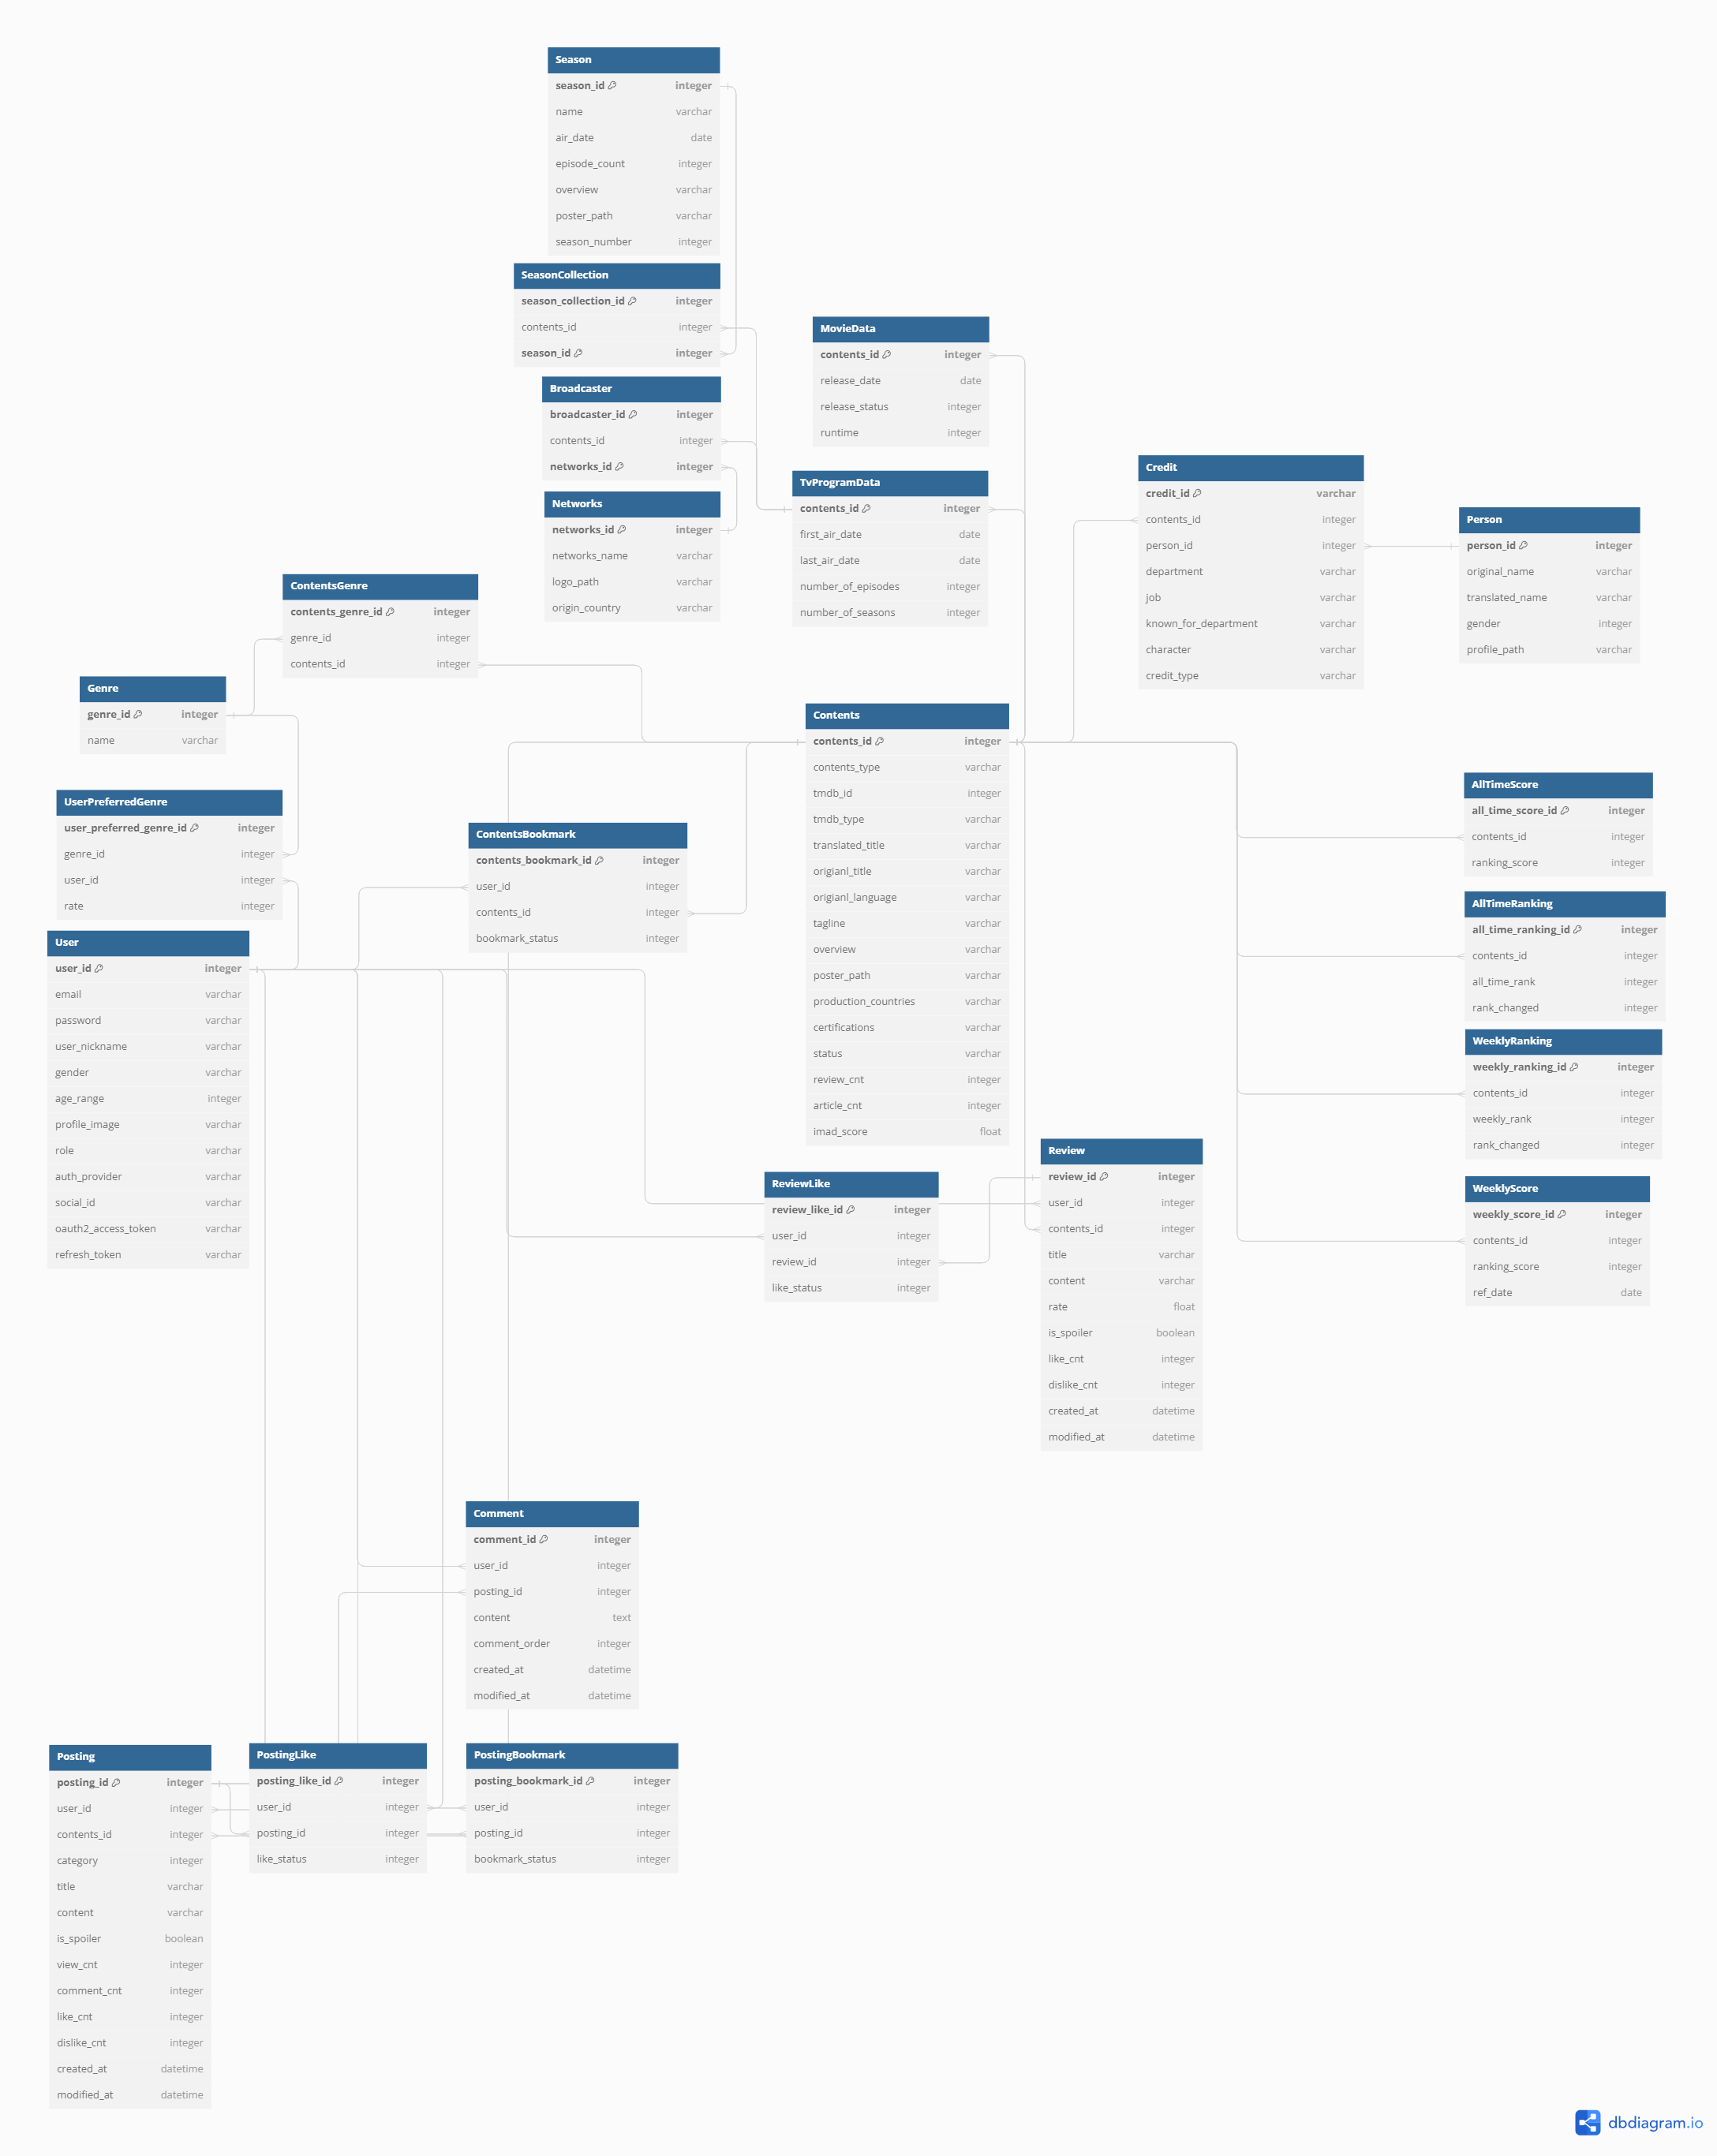 Season
season_id integer
name varchar
air_date date
episode_count integer
overview varchar
poster_path varchar
season_number integer
SeasonCollection
season_collection_id integer
contents_id integer
season_id integer
Broadcaster
broadcaster_id integer
contents_id integer
networks_id integer
Networks
networks_id integer
networks_name varchar
logo_path varchar
origin_country varchar
MovieData
contents_id integer
release_date date
release_status integer
runtime integer
TvProgramData
contents_id integer
first_air_date date
last_air_date date
number_of_episodes integer
number_of_seasons integer
Credit
credit_id varchar
contents_id integer
person_id integer
department varchar
job varchar
known_for_department varchar
character varchar
credit_type varchar
Person
person_id integer
original_name varchar
translated_name varchar
gender integer
profile_path varchar
ContentsGenre
contents_genre_id integer
genre_id integer
contents_id integer
Genre
genre_id integer
name varchar
UserPreferredGenre
user_preferred_genre_id integer
genre_id integer
user_id integer
rate integer
User
user_id integer
email varchar
password varchar
user_nickname varchar
gender varchar
age_range integer
profile_image varchar
role varchar
auth_provider varchar
social_id varchar
oauth2_access_token varchar
refresh_token varchar
ContentsBookmark
contents_bookmark_id integer
user_id integer
contents_id integer
bookmark_status integer
Contents
contents_id integer
contents_type varchar
tmdb_id integer
tmdb_type varchar
translated_title varchar
origianl_title varchar
origianl_language varchar
tagline varchar
overview varchar
poster_path varchar
production_countries varchar
certifications varchar
status varchar
review_cnt integer
article_cnt integer
imad_score float
AllTimeScore
all_time_score_id integer
contents_id integer
ranking_score integer
AllTimeRanking
all_time_ranking_id integer
contents_id integer
all_time_rank integer
rank_changed integer
WeeklyRanking
weekly_ranking_id integer
contents_id integer
weekly_rank integer
rank_changed integer
WeeklyScore
weekly_score_id integer
contents_id integer
ranking_score integer
ref_date date
ReviewLike
review_like_id integer
user_id integer
review_id integer
like_status integer
Review
review_id integer
user_id integer
contents_id integer
title varchar
content varchar
rate float
is_spoiler boolean
like_cnt integer
dislike_cnt integer
created_at datetime
modified_at datetime
Comment
comment_id integer
user_id integer
posting_id integer
content text
comment_order integer
created_at datetime
modified_at datetime
Posting
posting_id integer
user_id integer
contents_id integer
category integer
title varchar
content varchar
is_spoiler boolean
view_cnt integer
comment_cnt integer
like_cnt integer
dislike_cnt integer
created_at datetime
modified_at datetime
PostingLike
posting_like_id integer
user_id integer
posting_id integer
like_status integer
PostingBookmark
posting_bookmark_id integer
user_id integer
posting_id integer
bookmark_status integer
dbdiagram.io